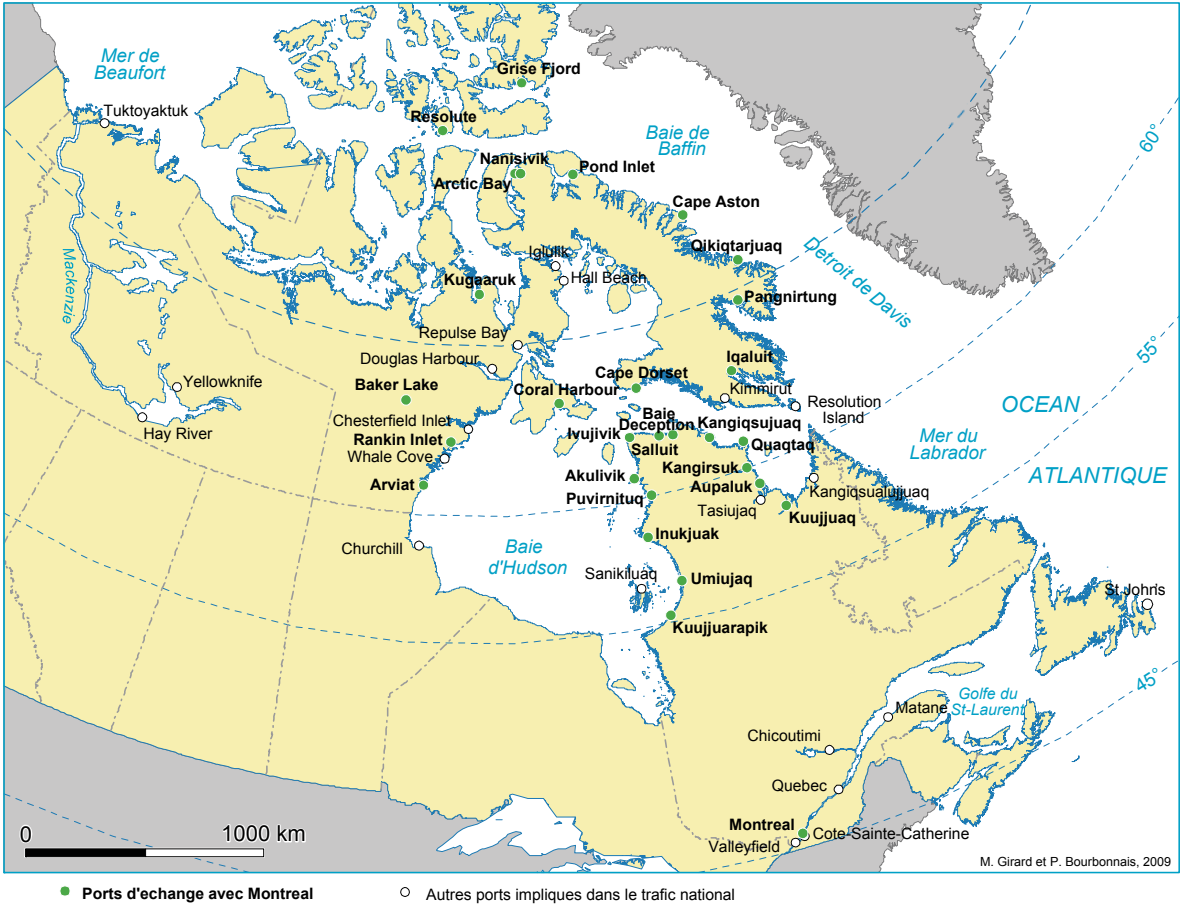 Mer de
Beaufort
Grise Fjord
Tuktoyaktuk
Resolute
Baie de
Baffin
60°
Nanisivik
Pond Inlet
Arctic Bay
Cape Aston
Mackenzie
Iglulik
Qikiqtarjuaq
Detroit de Davis
Hall Beach
Kugaaruk
Pangnirtung
Repulse Bay
55°
Douglas Harbour
Iqaluit
Yellowknife
Baker Lake
Cape Dorset
Coral Harbour
Kimmirut
Resolution
Island
OCEAN
Hay River
Chesterfield Inlet
Baie
Deception
Kangiqsujuaq
Ivujivik
Rankin Inlet
Quaqtaq
Mer du
Labrador
Whale Cove
Salluit
Kangirsuk
ATLANTIQUE
Arviat
Akulivik
Aupaluk
Kangiqsualujjuaq
Puvirnituq
Tasiujaq
Kuujjuaq
Inukjuak
Churchill
Baie
d'Hudson
Sanikiluaq
Umiujaq
St John's
Kuujjuarapik
45°
Golfe du
St-Laurent
Matane
Chicoutimi
Quebec
0 1000 km
Montreal
Cote-Sainte-Catherine
Valleyfield
M. Girard et P. Bourbonnais, 2009
Ports d'echange avec Montreal
Autres ports impliques dans le trafic national